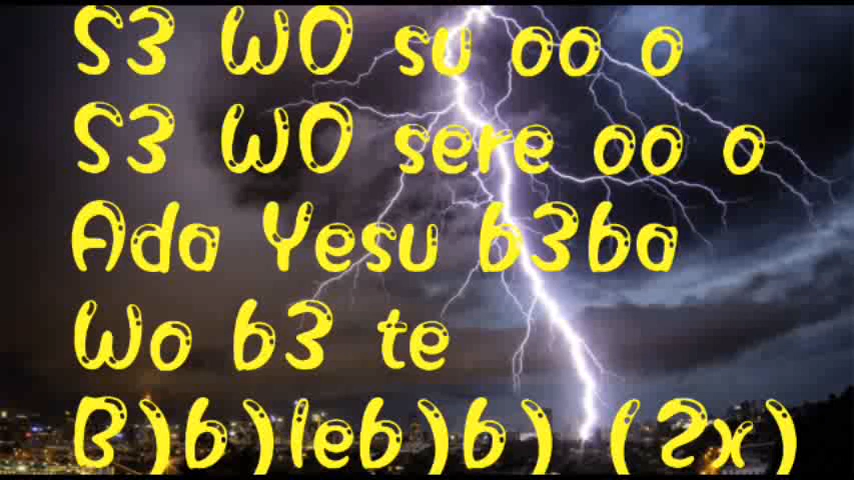 S3 WO su oo o
S3 WO sere oo o
Ada Yesu b3ba
Wo b3 te
B)b)leb)b) (2x)